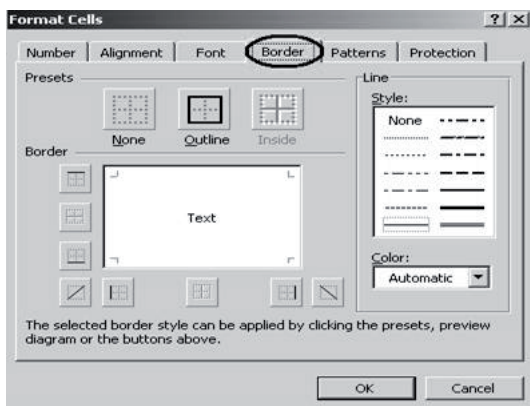 Format Cells
Number Alignment Font Border Patterns Protection
Presets
None Outline Inside
Border
Text
Line
Style:
None
Color:
Automatic
The selected border style can be applied by clicking the presets, preview
diagram or the buttons above.
OK Cancel